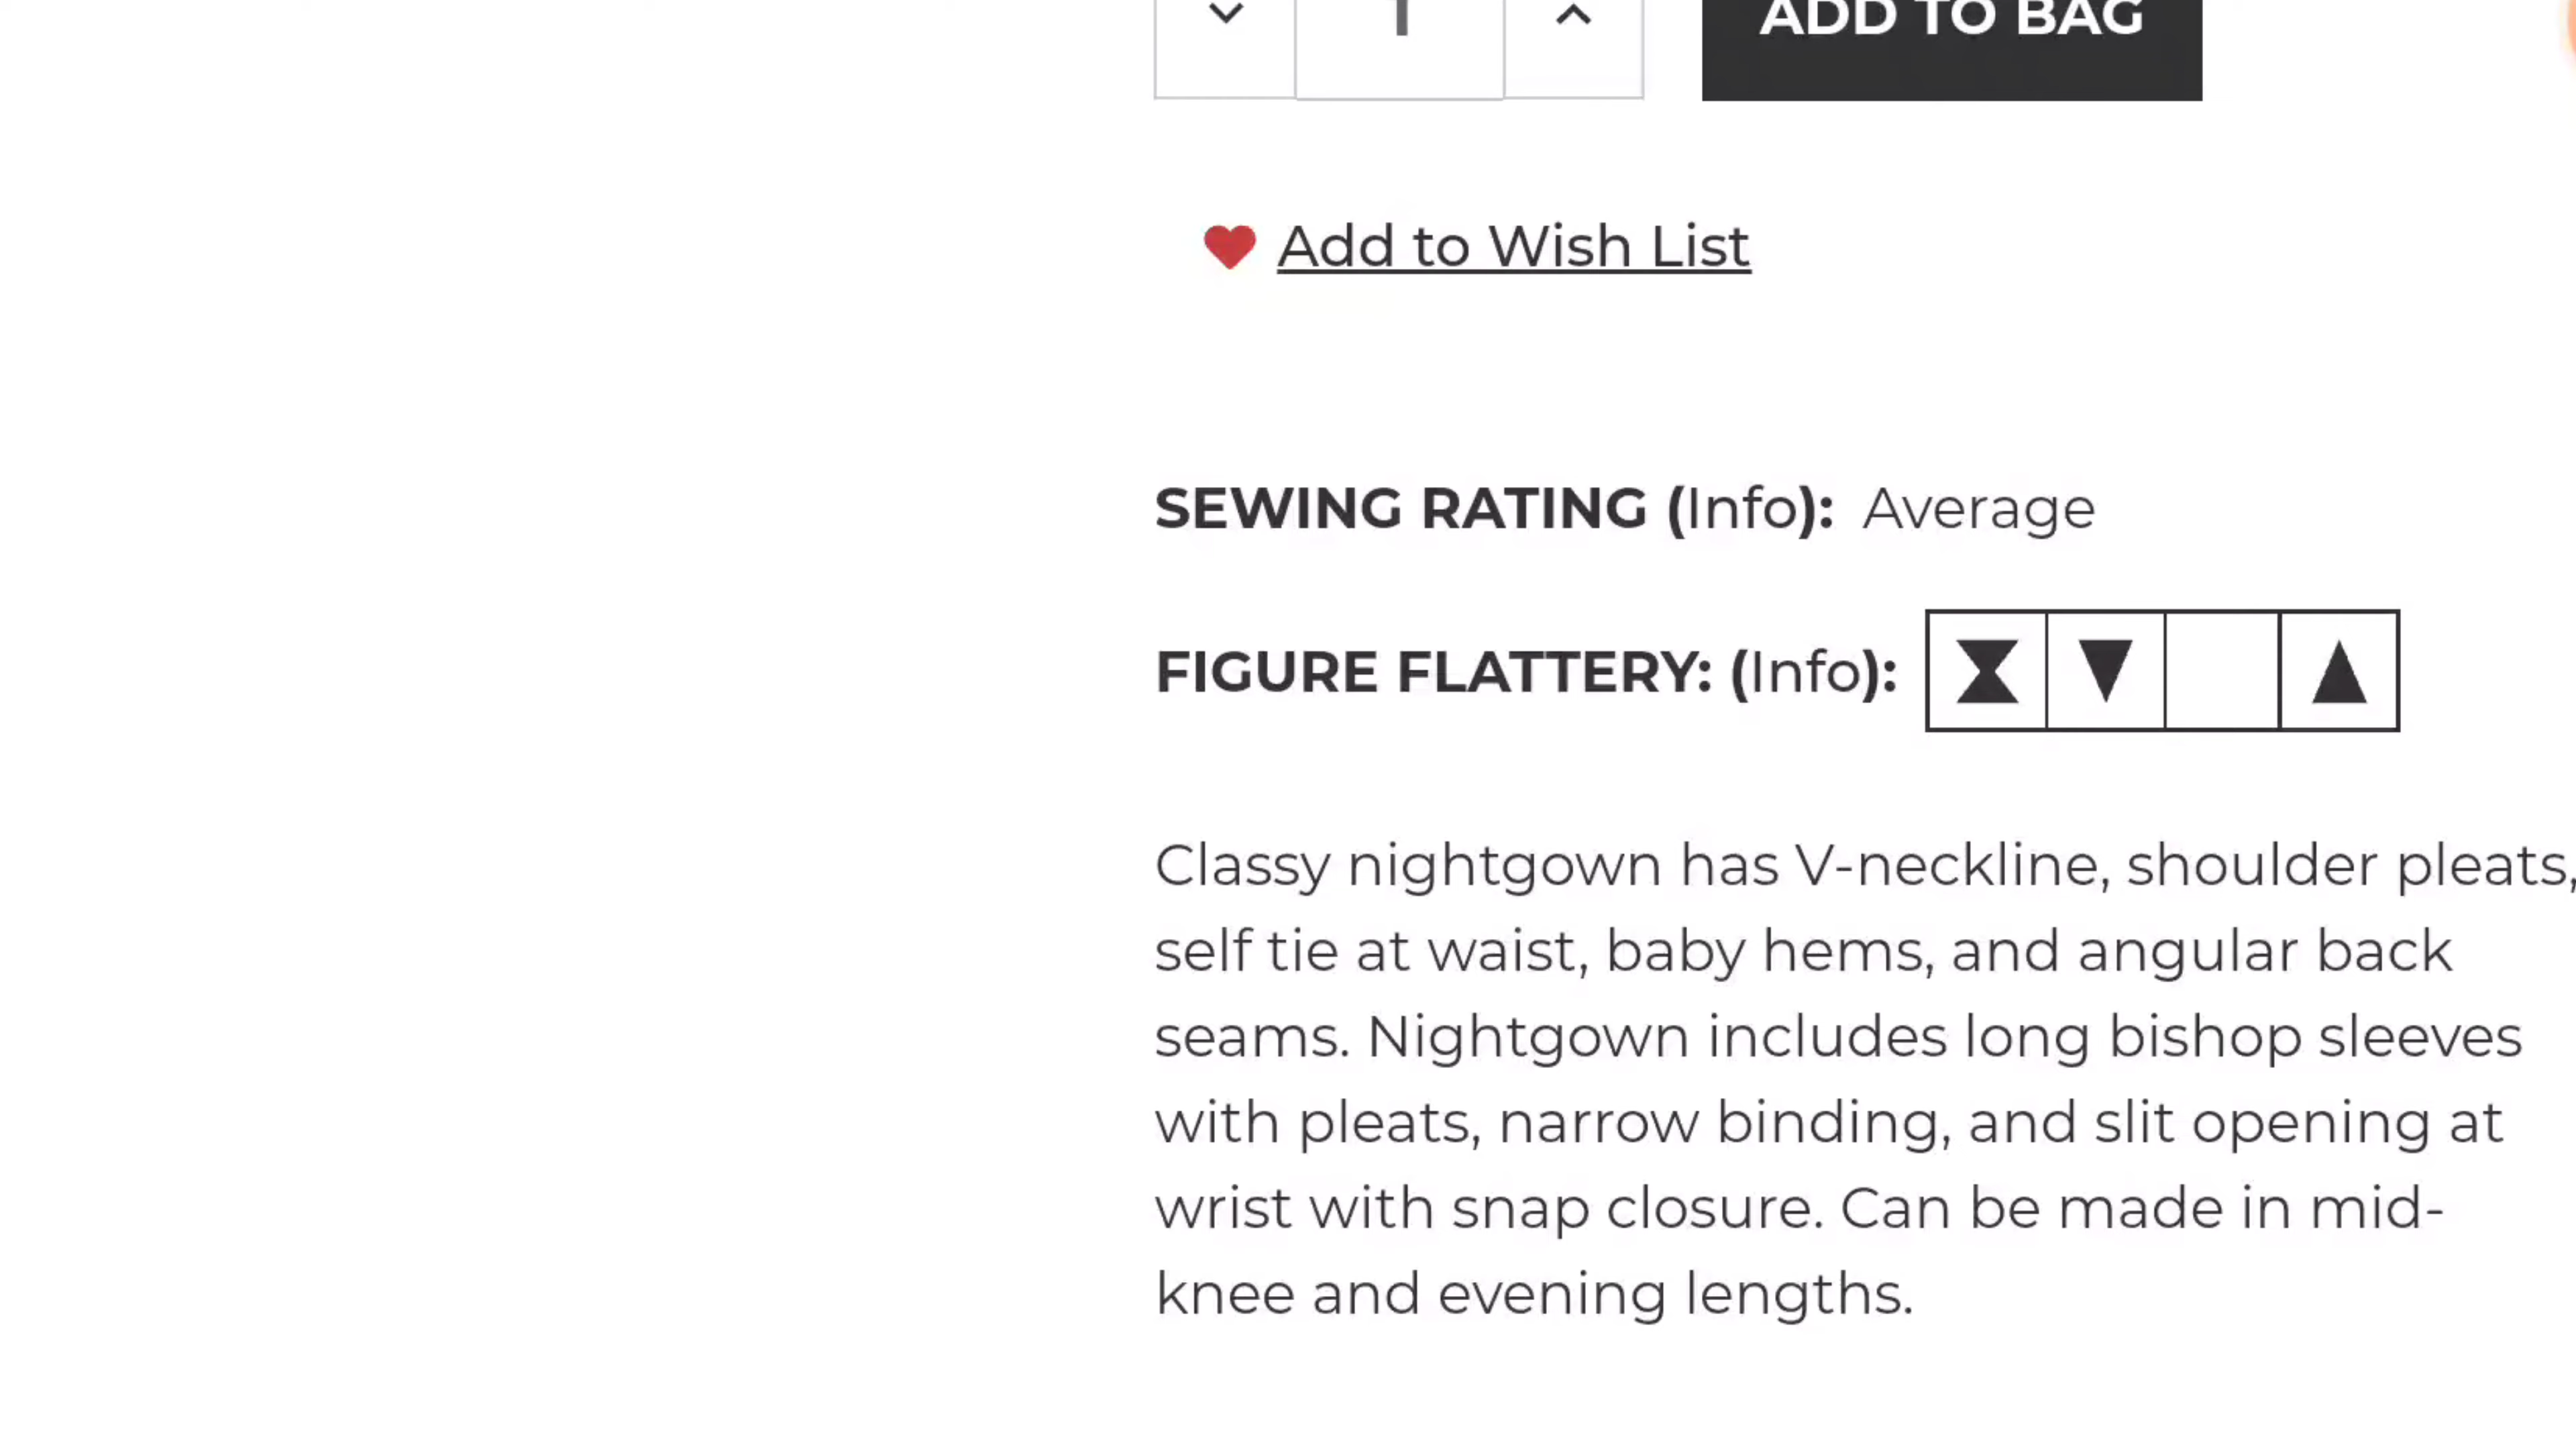 1
ADD TO BAG
Add to Wish List
SEWING RATING (Info): Average
FIGURE FLATTERY: (Info):
Classy nightgown has V-neckline, shoulder pleats,
self tie at waist, baby hems, and angular back
seams. Nightgown includes long bishop sleeves
with pleats, narrow binding, and slit opening at
wrist with snap closure. Can be made in mid-
knee and evening lengths.